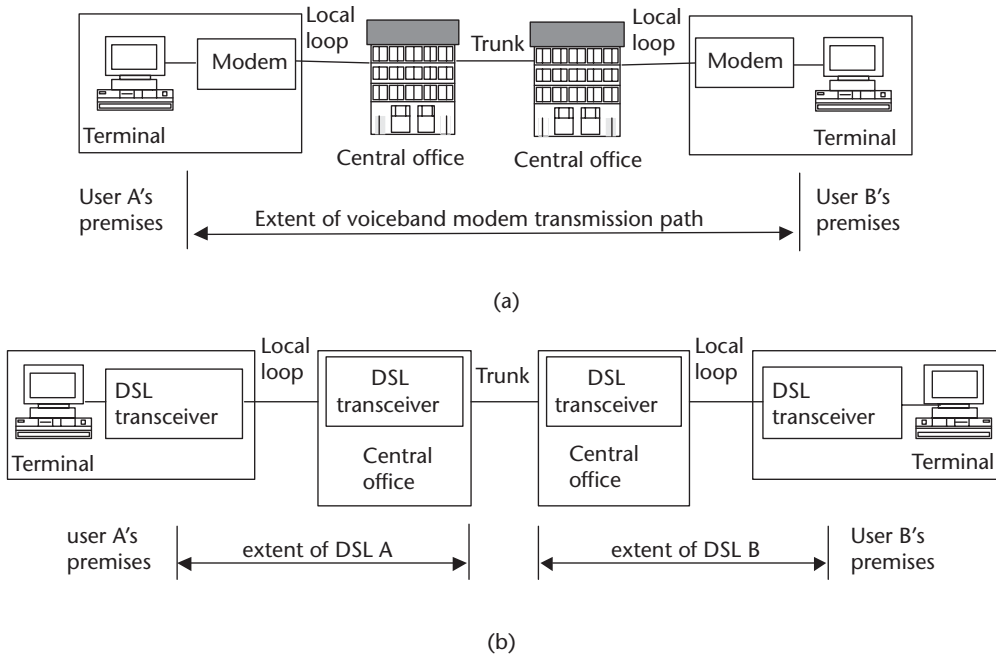 Local
loop
Trunk
Local
loop
Modem
Modem
Terminal
Terminal
Central office
Central office
User A's
premises
Extent of voiceband modem transmission path
User B's
premises
(a)
Local
loop
DSL
transceiver
Trunk
DSL
transceiver
Local
loop
DSL
transceiver
DSL
transceiver
Terminal
Central
office
Central
office
Terminal
user A's
premises
extent of DSL A
extent of DSL B
User B's
premises
(b)